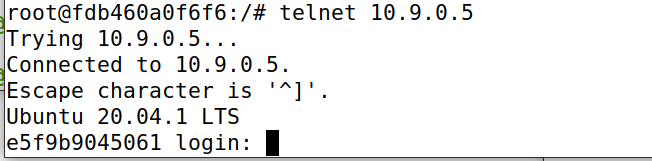 root@fdb460a0f6f6:/# telnet 10.9.0.5
Trying 10.9.0.5...
Connected to 10.9.0.5.
Escape character is '^]'.
Ubuntu 20.04.1 LTS
e5f9b9045061 login: